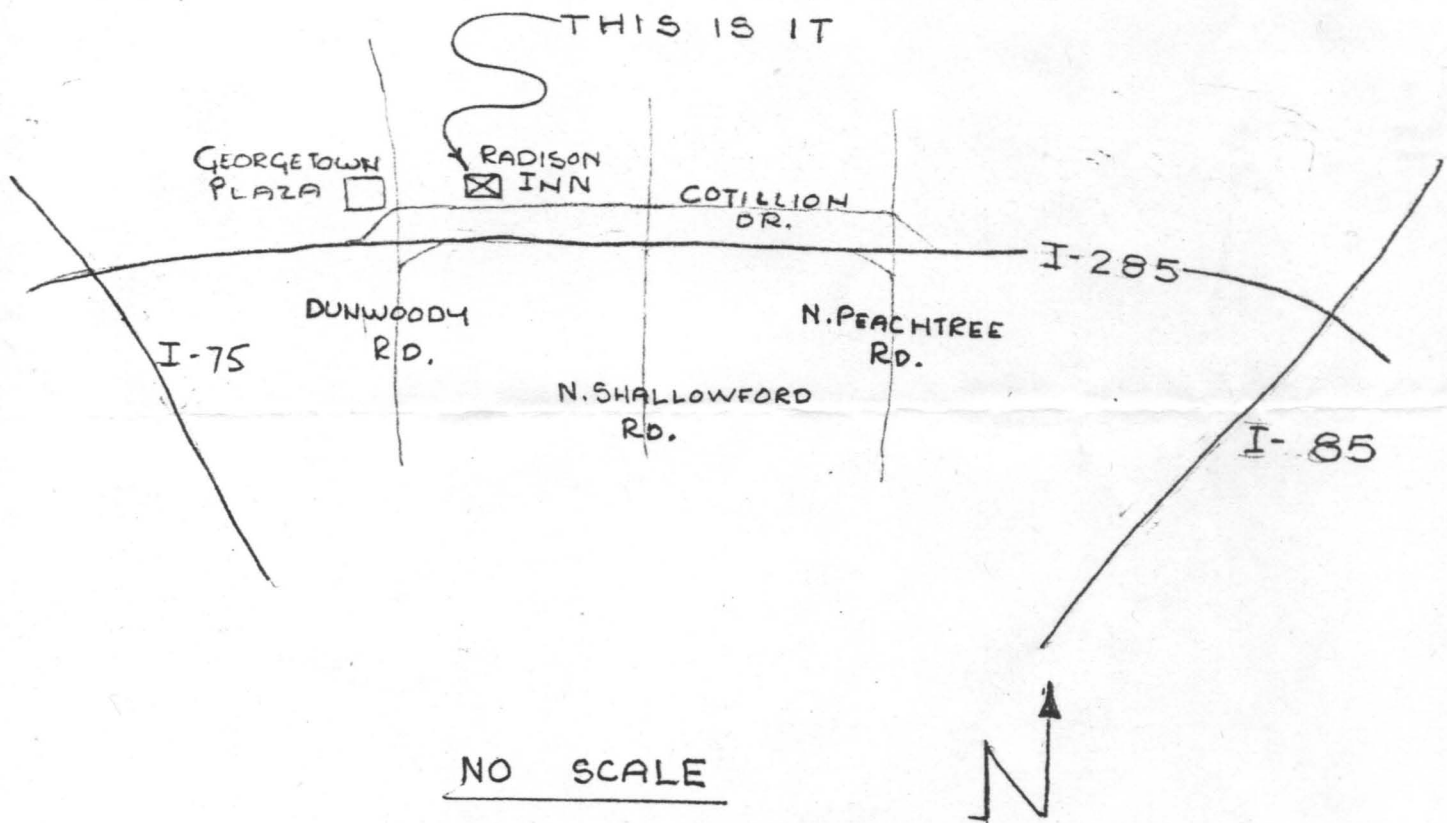 THIS IS IT
GEORGETOWN
PLAZA
RADISON
INN
COTILLION
DR.
I-285
DUNWOODY
RD.
N. PEACHTREE
RD.
I-75
N. SHALLOWFORD
RD.
I-85
NO SCALE
N